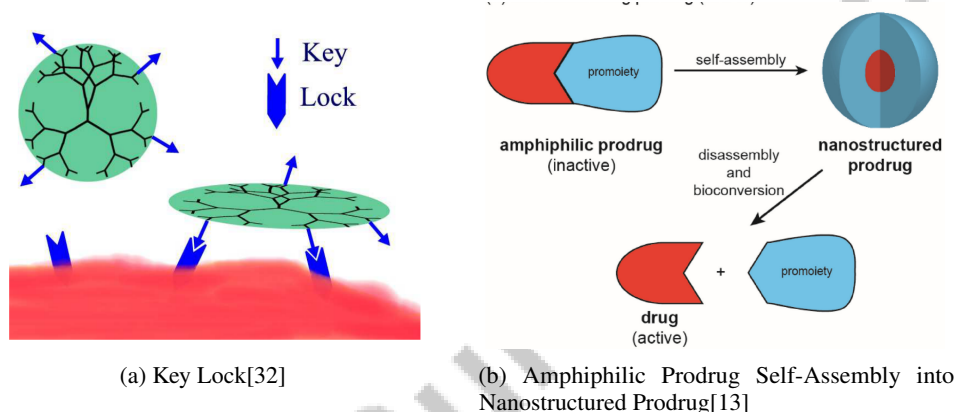 Key
Lock
(a) Key Lock[32]
promoiety
self-assembly
amphiphilic prodrug
(inactive)
nanostructured
prodrug
disassembly
and
bioconversion
+
promoiety
drug
(active)
(b) Amphiphilic Prodrug Self-Assembly into
Nanostructured Prodrug[13]